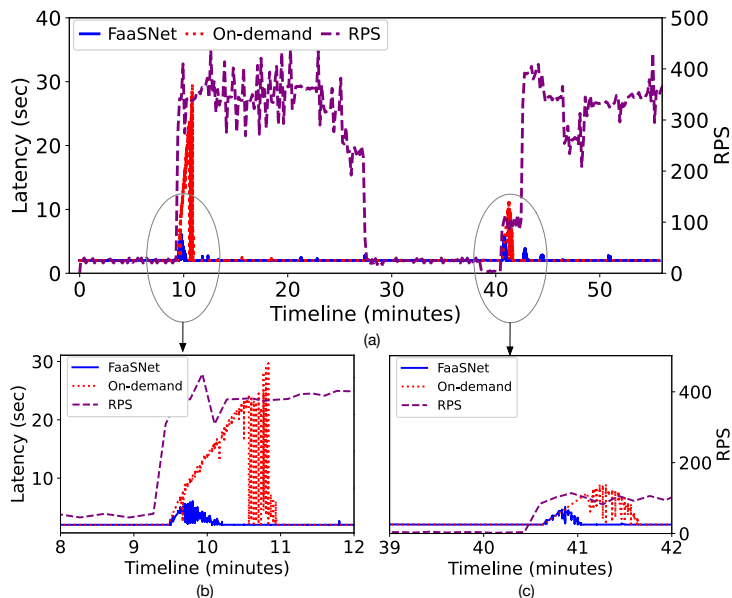 FaaSNet On-demand RPS
40 30 20 10 0
Latency (sec)
500 400 300 200 100 0
RPS
0 10 20 30 40 50
Timeline (minutes)
(a)
FaaSNet
On-demand
RPS
30 20 10
Latency (sec)
8 9 10 11 12
Timeline (minutes)
(b)
FaaSNet
On-demand
RPS
400 200 0
RPS
39 40 41 42
Timeline (minutes)
(c)